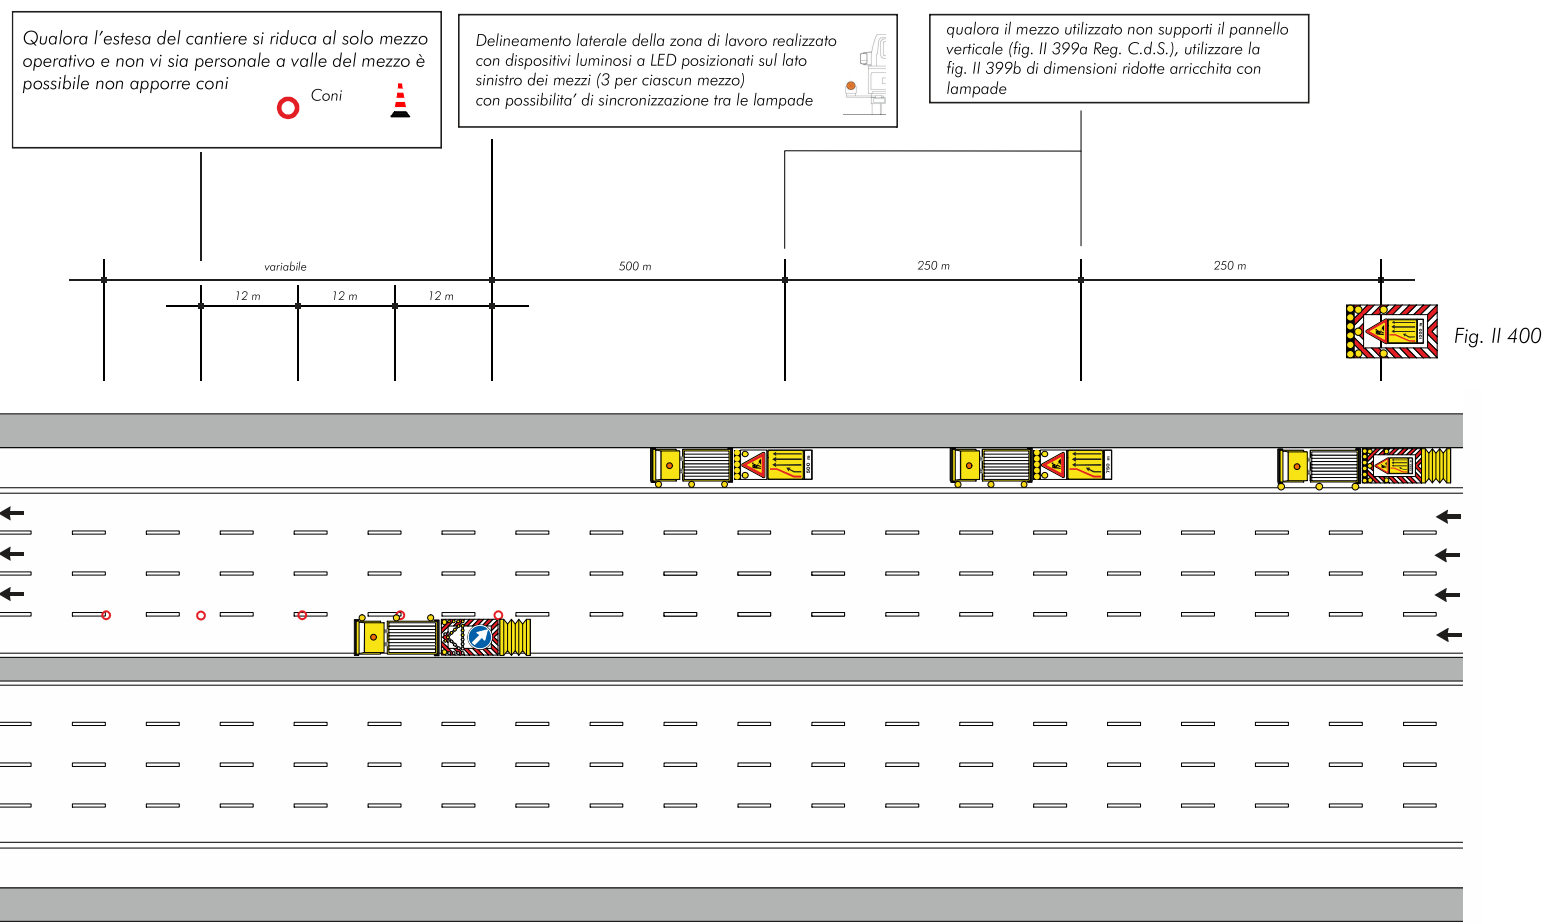 Qualora l'estesa del cantiere si riduca al solo mezzo
operativo e non vi sia personale a valle del mezzo è
possibile non apporre coni
Coni
Delineamento laterale della zona di lavoro realizzato
con dispositivi luminosi a LED posizionati sul lato
sinistro dei mezzi (3 per ciascun mezzo)
con possibilita' di sincronizzazione tra le lampade
qualora il mezzo utilizzato non supporti il pannello
verticale (fig. II 399a Reg. C.d.S.), utilizzare la
fig. II 399b di dimensioni ridotte arricchita con
lampade
variabile
500 m
250 m
250 m
12 m
12 m
12 m
Fig. II 400
500 m
750 m